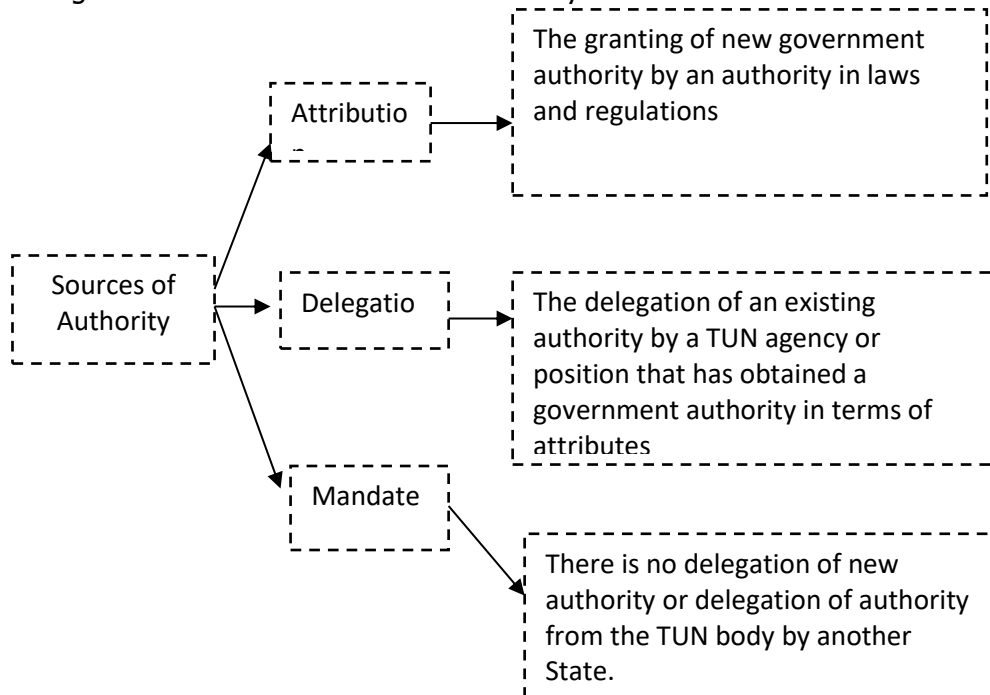 The granting of new government
authority by an authority in laws
and regulations
Attributio
Sources of
Authority
Delegatio
The delegation of an existing
authority by a TUN agency or
position that has obtained a
government authority in terms of
attributes
Mandate
There is no delegation of new
authority or delegation of authority
from the TUN body by another
State.